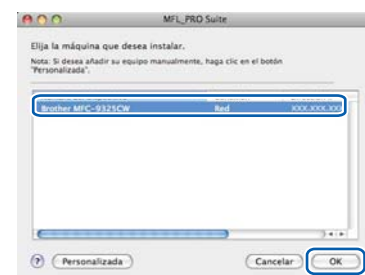 MFL_PRO Suite
Elija la máquina que desea instalar.
Nota: Si desea añadir su equipo manualmente, haga clic en el botón
"Personalizada".
Brother MFC-9325CW Red XXX.XXX.XXX
? Personalizada Cancelar OK